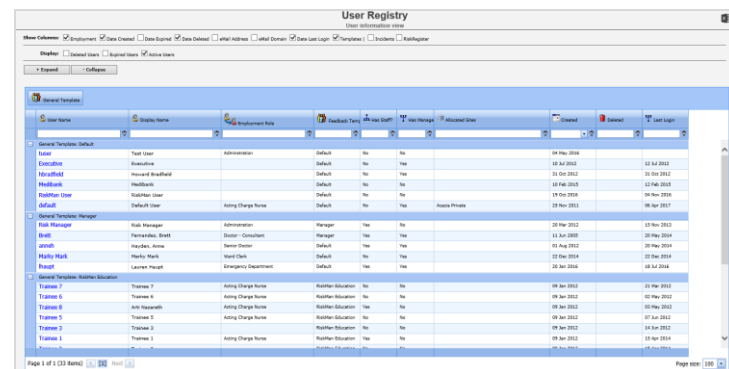 User Registry
User information view
Show Columns: Employment Date Created Date Expired Date Deleted eMail Address eMail Domain Date Last Login Templates | Incidents RiskRegister
Display: Deleted Users Expired Users Active Users
+ Expand - Collapse
General Template
User Name Display Name Employment Role Feedback Temp Has Staff? Has Manage Allocated Sites Created Deleted Last Login
General Template: Default
tuser Test User Administration Default No No 04 May 2016
Executive Executive Default No Yes 10 Jul 2012 12 Jul 2012
hbradfield Howard Bradfield Default No Yes 31 Oct 2012 31 Oct 2012
Medibank Medibank Default No No 10 Feb 2015 12 Feb 2015
RiskMan User RiskMan User Default No No 19 Oct 2016 04 Nov 2016
default Default User Acting Charge Nurse Default No Yes Acacia Private 25 Nov 2011 06 Apr 2017
General Template: Manager
Risk Manager Risk Manager Administration Manager Yes No 20 Mar 2012 15 Nov 2013
Brett Fernandez, Brett Doctor - Consultant Manager Yes Yes 11 Jun 2005 20 May 2014
anneh Hayden, Anne Senior Doctor Default Yes Yes 01 Aug 2012 20 May 2014
Marky Mark Marky Mark Ward Clerk Default No Yes 22 Dec 2014 22 Dec 2014
lhaupt Lauren Haupt Emergency Department Default Yes Yes 20 Jan 2016 18 Jul 2016
General Template: RiskMan Education
Trainee 7 Trainee 7 Acting Charge Nurse RiskMan Education No No 09 Jan 2012 21 Mar 2012
Trainee 6 Trainee 6 Acting Charge Nurse RiskMan Education No No 09 Jan 2012 02 May 2012
Trainee 8 Arti Nazareth Acting Charge Nurse RiskMan Education Yes No 09 Jan 2012 03 May 2012
Trainee 5 Trainee 5 Acting Charge Nurse RiskMan Education No No 09 Jan 2012 07 Jun 2012
Trainee 3 Trainee 3 RiskMan Education No No 09 Jan 2012 14 Jun 2012
Trainee 1 Trainee 1 Acting Charge Nurse RiskMan Education Yes No 09 Jan 2012 15 Apr 2014
Page 1 of 1 (33 items) [1] Next Page size: 100